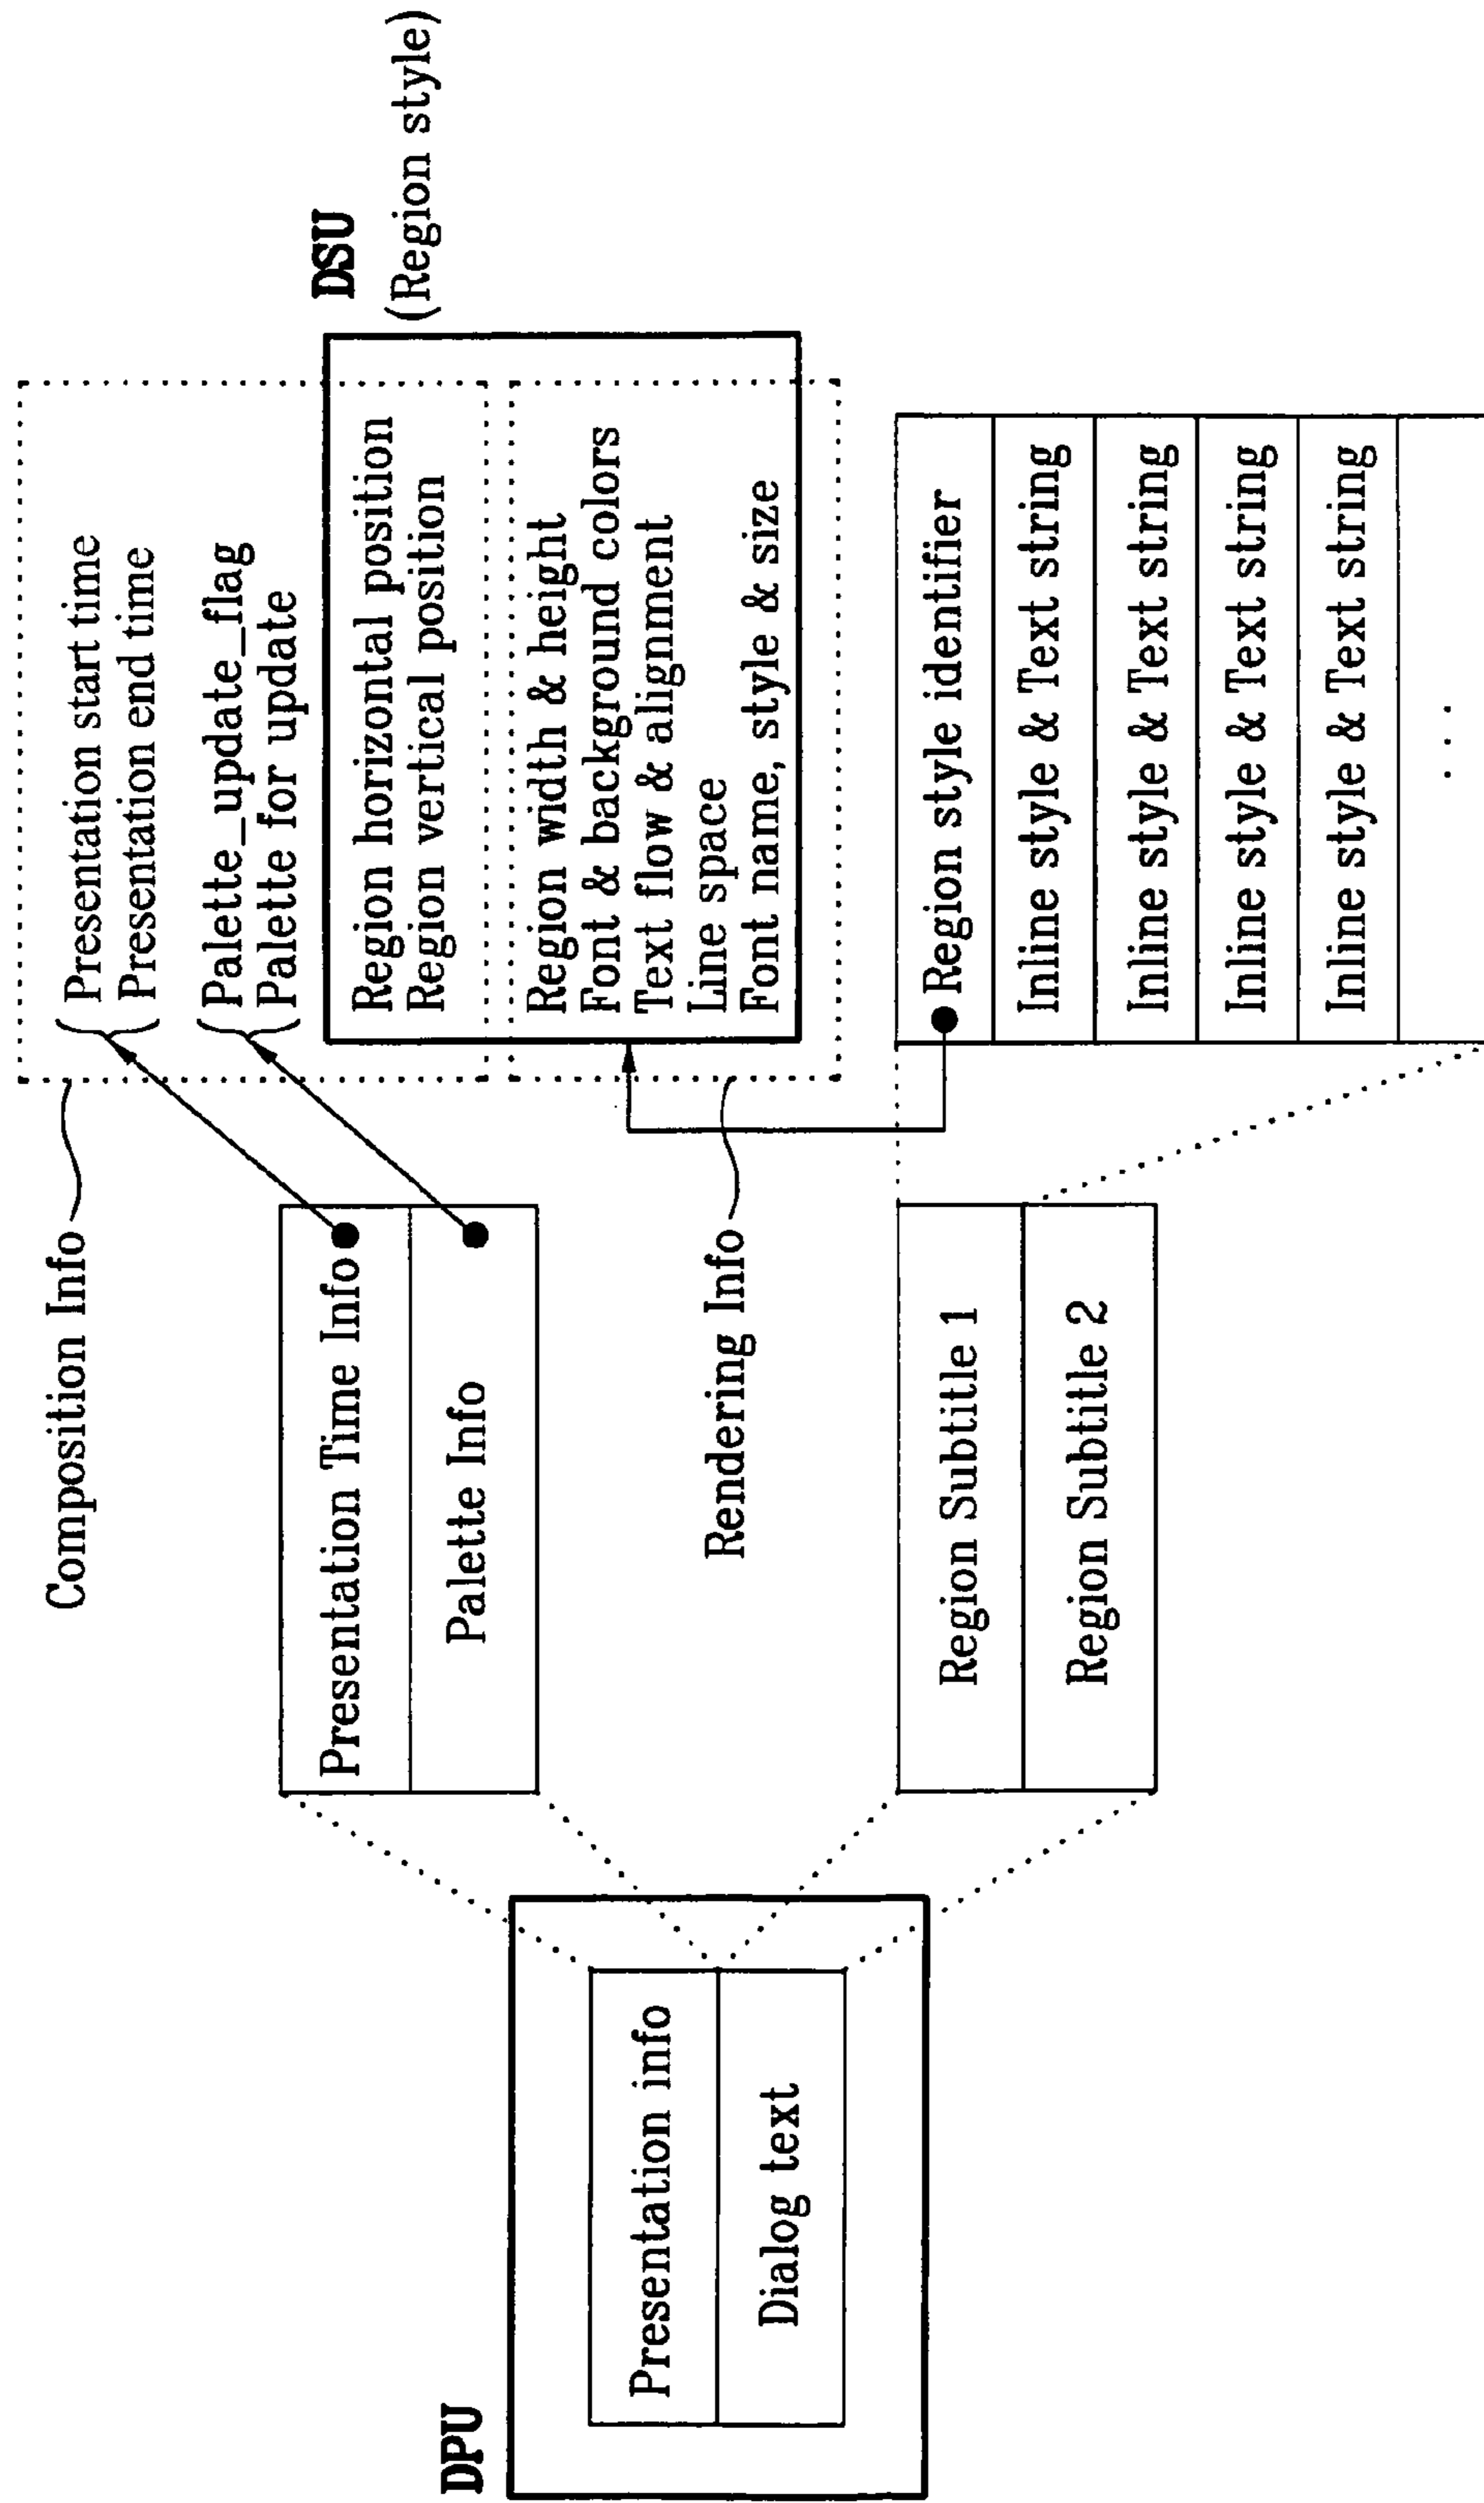 DPU
Presentation info
Dialog text
Composition Info
Presentation Time Info
Palette Info
Rendering Info
Region Subtitle 1
Region Subtitle 2
Presentation start time
Presentation end time
Palette_update_flag
Palette for update
DSU
(Region style)
Region horizontal position
Region vertical position
Region width & height
Font & background colors
Text flow & alignment
Line space
Font name, style & size
Region style identifier
Inline style & Text string
Inline style & Text string
Inline style & Text string
Inline style & Text string
. . .